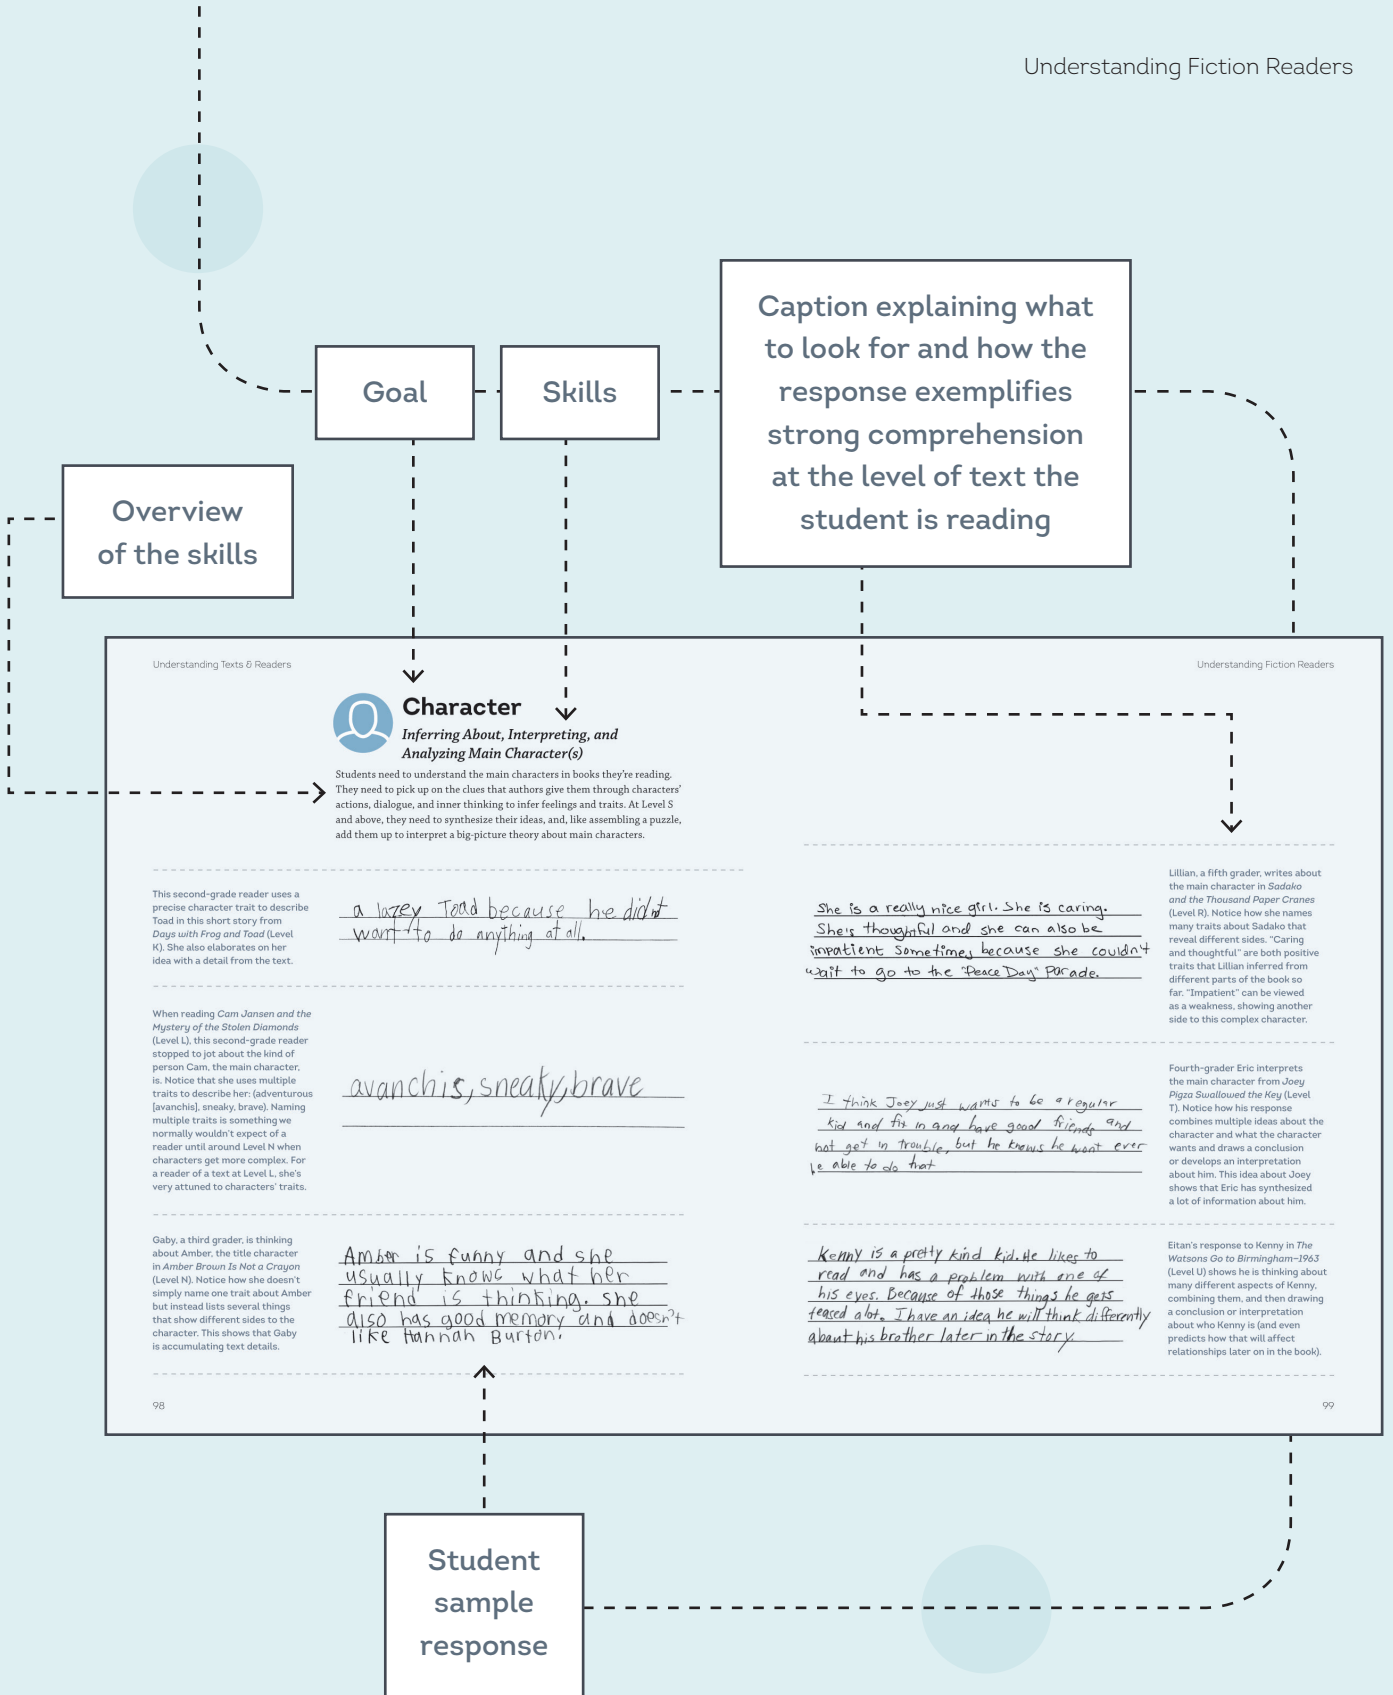 Understanding Fiction Readers
Goal
Skills
Caption explaining what
to look for and how the
response exemplifies
strong comprehension
at the level of text the
student is reading
Overview
of the skills
Understanding Texts & Readers
Understanding Fiction Readers
Character
Inferring About, Interpreting, and
Analyzing Main Character(s)
Students need to understand the main characters in books they're reading.
They need to pick up on the clues that authors give them through characters'
actions, dialogue, and inner thinking to infer feelings and traits. At Level S
and above, they need to synthesize their ideas, and, like assembling a puzzle,
add them up to interpret a big-picture theory about main characters.
This second-grade reader uses a
precise character trait to describe
Toad in this short story from
Days with Frog and Toad (Level
K). She also elaborates on her
idea with a detail from the text.
a lazey Toad because he didnt
want to do anything at all.
When reading Cam Jansen and the
Mystery of the Stolen Diamonds
(Level L), this second-grade reader
stopped to jot about the kind of
person Cam, the main character,
is. Notice that she uses multiple
traits to describe her: (adventurous
[avanchis], sneaky, brave). Naming
multiple traits is something we
normally wouldn't expect of a
reader until around Level N when
characters get more complex. For
a reader of a text at Level L, she's
very attuned to characters' traits.
avanchis, sneaky, brave
Gaby, a third grader, is thinking
about Amber, the title character
in Amber Brown Is Not a Crayon
(Level N). Notice how she doesn't
simply name one trait about Amber
but instead lists several things
that show different sides to the
character. This shows that Gaby
is accumulating text details.
Amber is funny and she
usually knows what her
friend is thinking. she
also has good memory and doesn't
like Hannah Burton.
98
She is a really nice girl. She is caring.
She's thoughtful and she can also be
impatient sometimes because she couldn't
wait to go to the "Peace Day" Parade.
Lillian, a fifth grader, writes about
the main character in Sadako
and the Thousand Paper Cranes
(Level R). Notice how she names
many traits about Sadako that
reveal different sides. "Caring
and thoughtful" are both positive
traits that Lillian inferred from
different parts of the book so
far. "Impatient" can be viewed
as a weakness, showing another
side to this complex character.
I think Joey just wants to be a regular
kid and fit in and have good friends and
not get in trouble, but he knows he wont ever
be able to do that
Fourth-grader Eric interprets
the main character from Joey
Pigza Swallowed the Key (Level
T). Notice how his response
combines multiple ideas about the
character and what the character
wants and draws a conclusion
or develops an interpretation
about him. This idea about Joey
shows that Eric has synthesized
a lot of information about him.
Kenny is a pretty kind kid. He likes to
read and has a problem with one of
his eyes. Because of those things he gets
teased alot. I have an idea he will think differently
about his brother later in the story.
Eitan's response to Kenny in The
Watsons Go to Birmingham–1963
(Level U) shows he is thinking about
many different aspects of Kenny,
and then drawing
a conclusion or interpretation
about who Kenny is (and even
predicts how that will affect
relationships later on in the book).
99
Student
sample
response